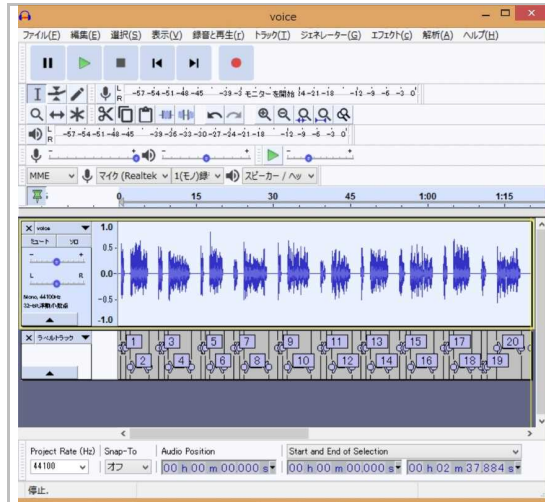 voice
ファイル(F) 編集(E) 選択(S) 表示(V) 録音と再生(r) トラック(T) ジェネレーター(G) エフェクト(c) 解析(A) ヘルプ(H)
L
R
-57 -54 -51 -48 -45 -39 -3 モニターを開始 !4 -21 -18 -12 -9 -6 -3 0
L
R
-57 -54 -51 -48 -45 -39 -36 -33 -30 -27 -24 -21 -18 -12 -9 -6 -3 0
MME マイク (Realtek 1(モノ)録 スピーカー / ヘッ
0 15 30 45 1:00 1:15
voice
ミュート ソロ
L R
Mono, 44100Hz
32-bit 浮動小数点
1.0
0.5
0.0
-0.5
-1.0
ラベルトラック
1 3 5 7 9 11 13 15 17 20
2 4 6 8 10 12 14 16 18 19
Project Rate (Hz) Snap-To Audio Position Start and End of Selection
44100 オフ 00 h 00 m 00.000 s 00 h 00 m 00.000 s 00 h 02 m 37.884 s
停止.